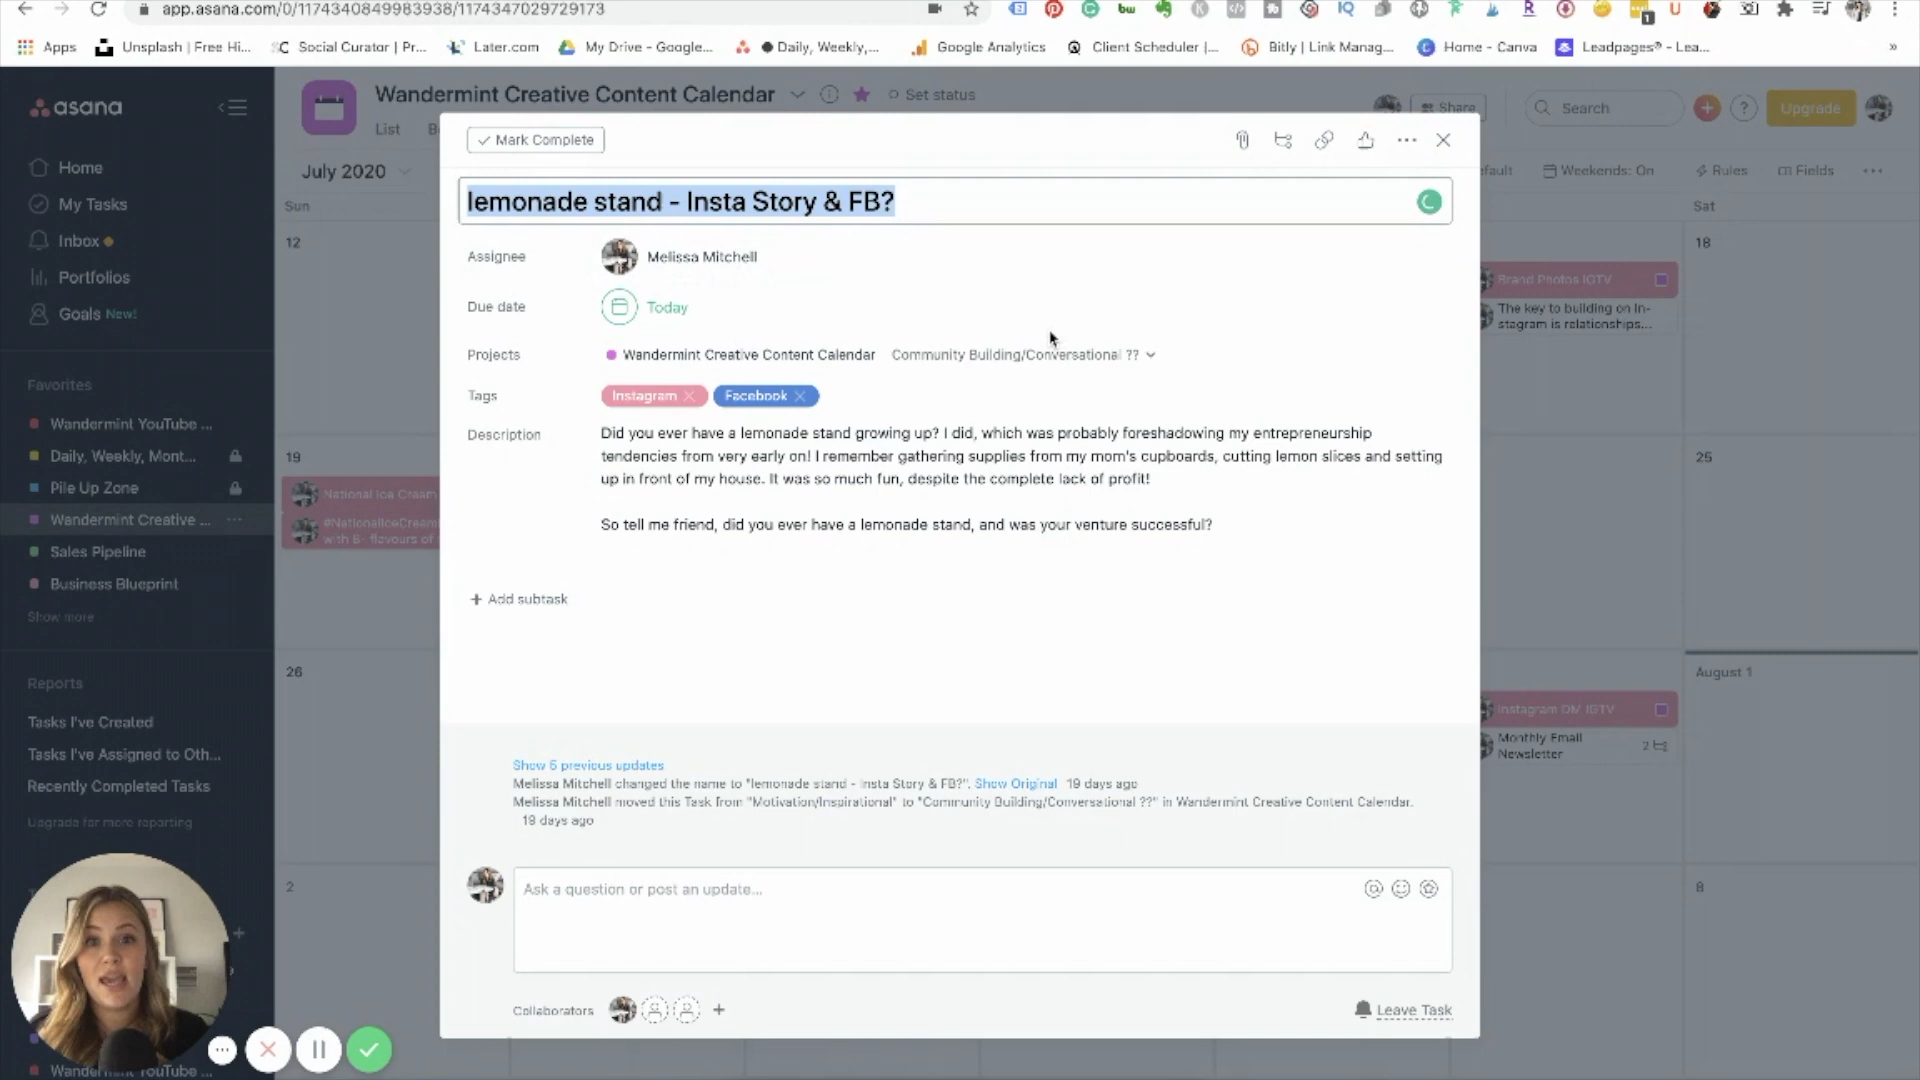 app.asana.com/0/1174340849983938/1174347029729173
Apps
Unsplash | Free Hi...
Social Curator | Pr...
Later.com
My Drive - Google...
Daily, Weekly,...
Google Analytics
Client Scheduler |...
Bitly | Link Manag...
Home - Canva
Leadpages® - Lea...
»
asana
Wandermint Creative Content Calendar
Set status
Share
Search
?
Upgrade
List
Mark Complete
Home
July 2020
Weekends: On
Rules
Fields
My Tasks
Sun
lemonade stand - Insta Story & FB?
Sat
Inbox
12
18
Assignee
Melissa Mitchell
Portfolios
Brand Photos IGTV
Goals New!
Due date
Today
The key to building on In-
stagram is relationships...
Projects
Wandermint Creative Content Calendar
Community Building/Conversational ??
Favorites
Tags
Instagram
Facebook
Wandermint YouTube ...
Description
Did you ever have a lemonade stand growing up? I did, which was probably foreshadowing my entrepreneurship
tendencies from very early on! I remember gathering supplies from my mom's cupboards, cutting lemon slices and setting
up in front of my house. It was so much fun, despite the complete lack of profit!
So tell me friend, did you ever have a lemonade stand, and was your venture successful?
Daily, Weekly, Mont...
19
25
Pile Up Zone
National Ice Cream
Wandermint Creative ...
#NationalIceCream
with B- flavours of
Sales Pipeline
Business Blueprint
Add subtask
Show more
26
August 1
Reports
Instagram DM IGTV
Tasks I've Created
Monthly Email
Newsletter
2
Tasks I've Assigned to Oth...
Show 5 previous updates
Recently Completed Tasks
Melissa Mitchell changed the name to "lemonade stand - Insta Story & FB?". Show Original 19 days ago
Melissa Mitchell moved this Task from "Motivation/Inspirational" to "Community Building/Conversational ??" in Wandermint Creative Content Calendar.
19 days ago
Upgrade for more reporting
2
8
Ask a question or post an update...
Collaborators
Leave Task
Wandermint YouTube ...